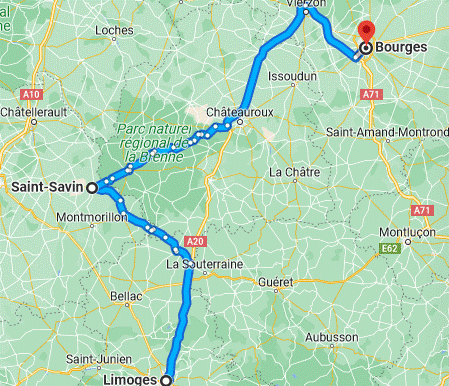 Vierzon
Loches
Bourges
Issoudun
A10
A71
Châtellerault
Châteauroux
Parc naturel
régional de
la Brenne
Saint-Amand-Montrond
La Châtre
Saint-Savin
Montmorillon
A71
A20
Montluçon
E62
La Souterraine
Guéret
Bellac
Aubusson
Saint-Junien
Limoges